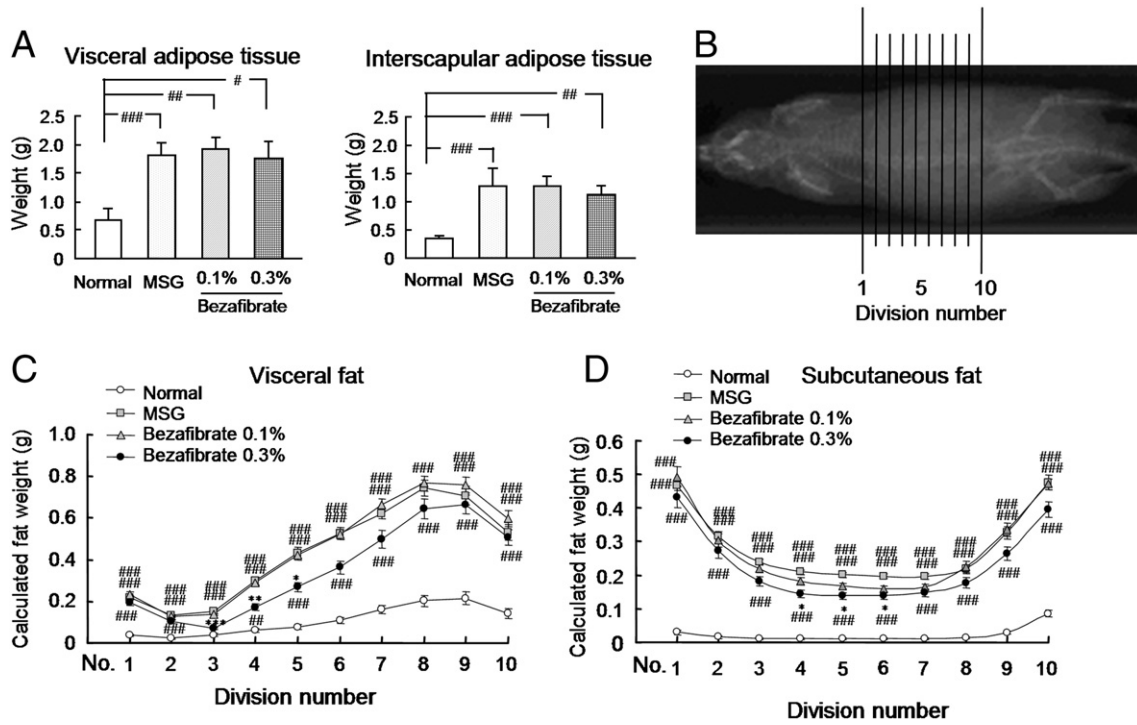 A
Visceral adipose tissue
#
##
###
Weight (g)
2.5
2.0
1.5
1.0
0.5
0
Normal MSG 0.1% 0.3%
Bezafibrate
Interscapular adipose tissue
##
###
###
Weight (g)
2.5
2.0
1.5
1.0
0.5
0
Normal MSG 0.1% 0.3%
Bezafibrate
B
1 5 10
Division number
C
Visceral fat
Normal
MSG
Bezafibrate 0.1%
Bezafibrate 0.3%
Calculated fat weight (g)
1.0
0.8
0.6
0.4
0.2
0
### ### ### ### ### ### ### ### ### ###
### ### ### ### ### ### ### ### ###
### *** ** * ### ### ### ### ###
## ###
No. 1 2 3 4 5 6 7 8 9 10
Division number
D
Subcutaneous fat
Normal
MSG
Bezafibrate 0.1%
Bezafibrate 0.3%
Calculated fat weight (g)
0.6
0.5
0.4
0.3
0.2
0.1
0
### ### ### ### ### ### ### ### ### ###
### ### ### ### ### ### ### ### ### ###
### ### ### * * * ### ### ### ###
### ### ###
No. 1 2 3 4 5 6 7 8 9 10
Division number